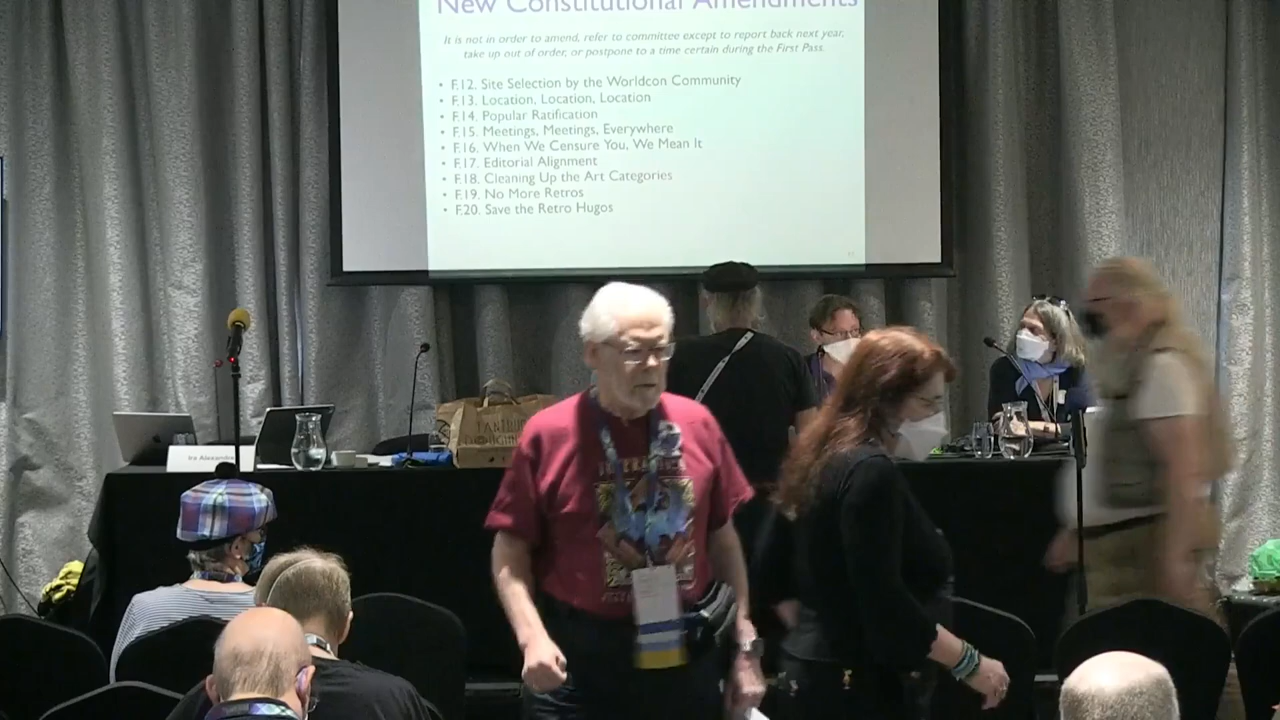 New Constitutional Amendments
It is not in order to amend, refer to committee except to report back next year,
take up out of order, or postpone to a time certain during the First Pass.
• F.12. Site Selection by the Worldcon Community
• F.13. Location, Location, Location
• F.14. Popular Ratification
• F.15. Meetings, Meetings, Everywhere
• F.16. When We Censure You, We Mean It
• F.17. Editorial Alignment
• F.18. Cleaning Up the Art Categories
• F.19. No More Retros
• F.20. Save the Retro Hugos
Ira Alexandre